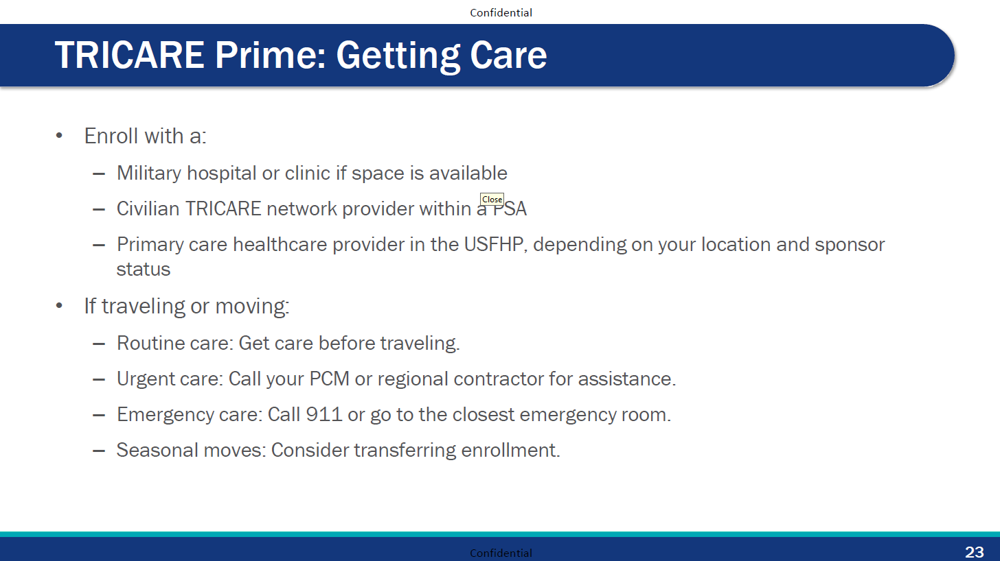 Confidential
TRICARE Prime: Getting Care
• Enroll with a:
– Military hospital or clinic if space is available
Close
– Civilian TRICARE network provider within a PSA
– Primary care healthcare provider in the USFHP, depending on your location and sponsor
status
• If traveling or moving:
– Routine care: Get care before traveling.
– Urgent care: Call your PCM or regional contractor for assistance.
– Emergency care: Call 911 or go to the closest emergency room.
– Seasonal moves: Consider transferring enrollment.
Confidential
23